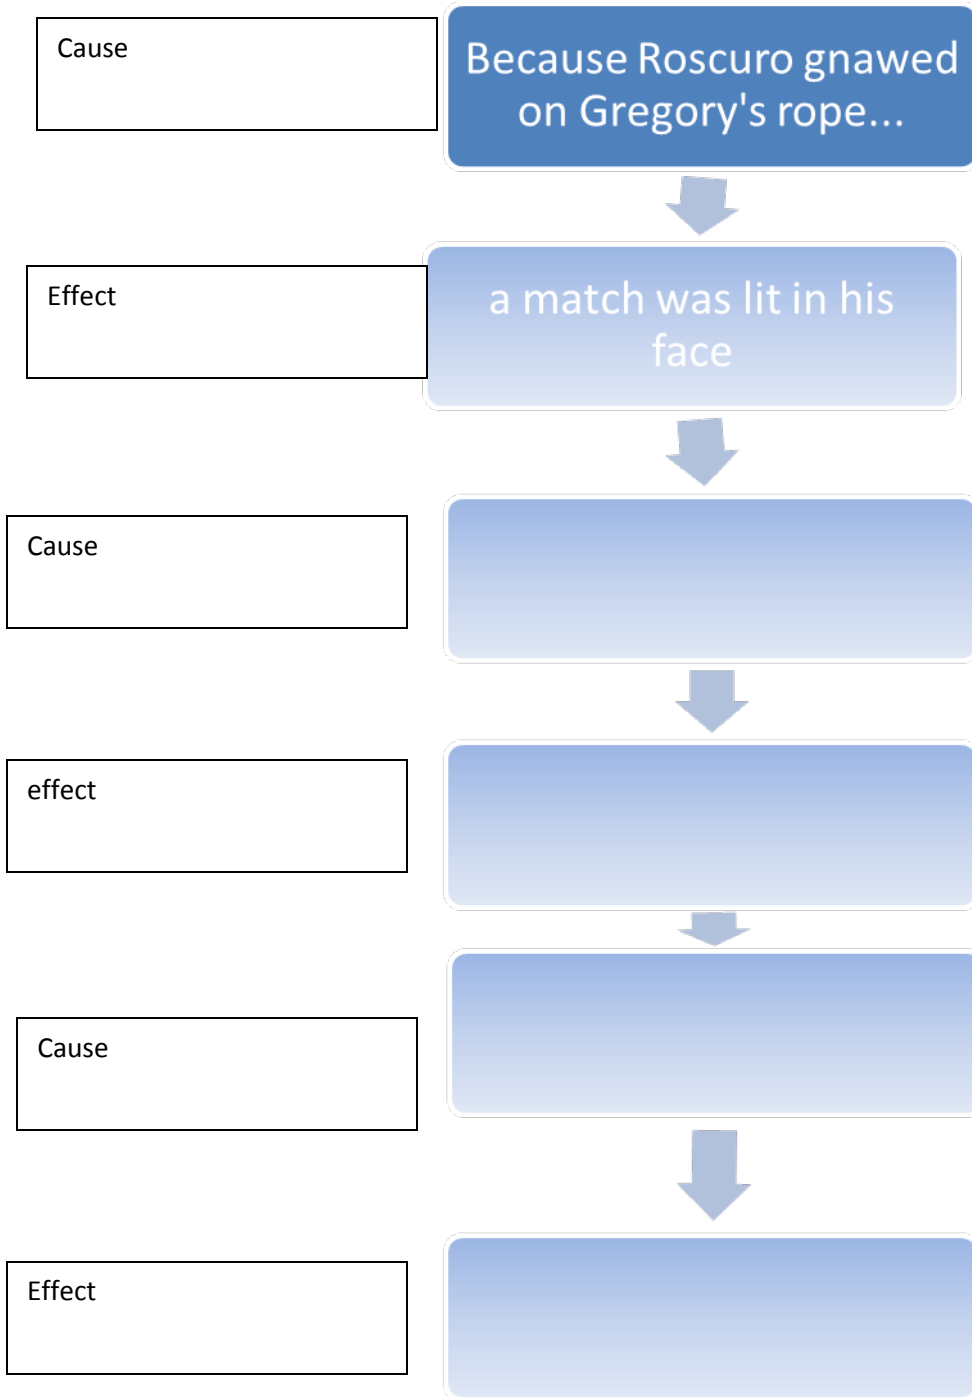 Cause
Because Roscuro gnawed
on Gregory's rope...
Effect
a match was lit in his
face
Cause
effect
Cause
Effect